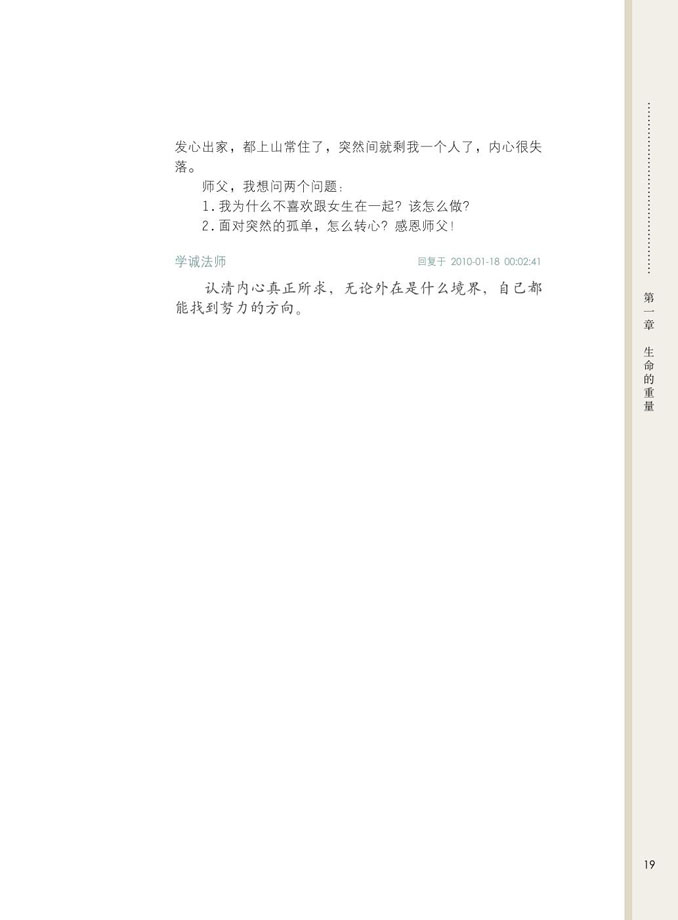 发心出家，都上山常住了，突然间就剩我一个人了，内心很失
落。
师父，我想问两个问题：
1. 我为什么不喜欢跟女生在一起？该怎么做？
2. 面对突然的孤单，怎么转心？感恩师父！
学诚法师 回复于 2010-01-18 00:02:41
认清内心真正所求，无论外在是什么境界，自己都
能找到努力的方向。
第一章 生命的重量
19